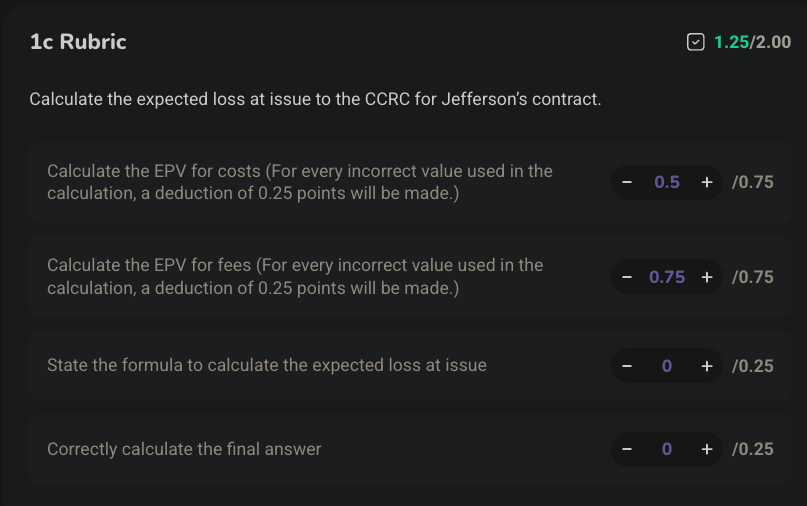 1c Rubric
1.25/2.00
Calculate the expected loss at issue to the CCRC for Jefferson’s contract.
Calculate the EPV for costs (For every incorrect value used in the
calculation, a deduction of 0.25 points will be made.)
− 0.5 + /0.75
Calculate the EPV for fees (For every incorrect value used in the
calculation, a deduction of 0.25 points will be made.)
− 0.75 + /0.75
State the formula to calculate the expected loss at issue
− 0 + /0.25
Correctly calculate the final answer
− 0 + /0.25